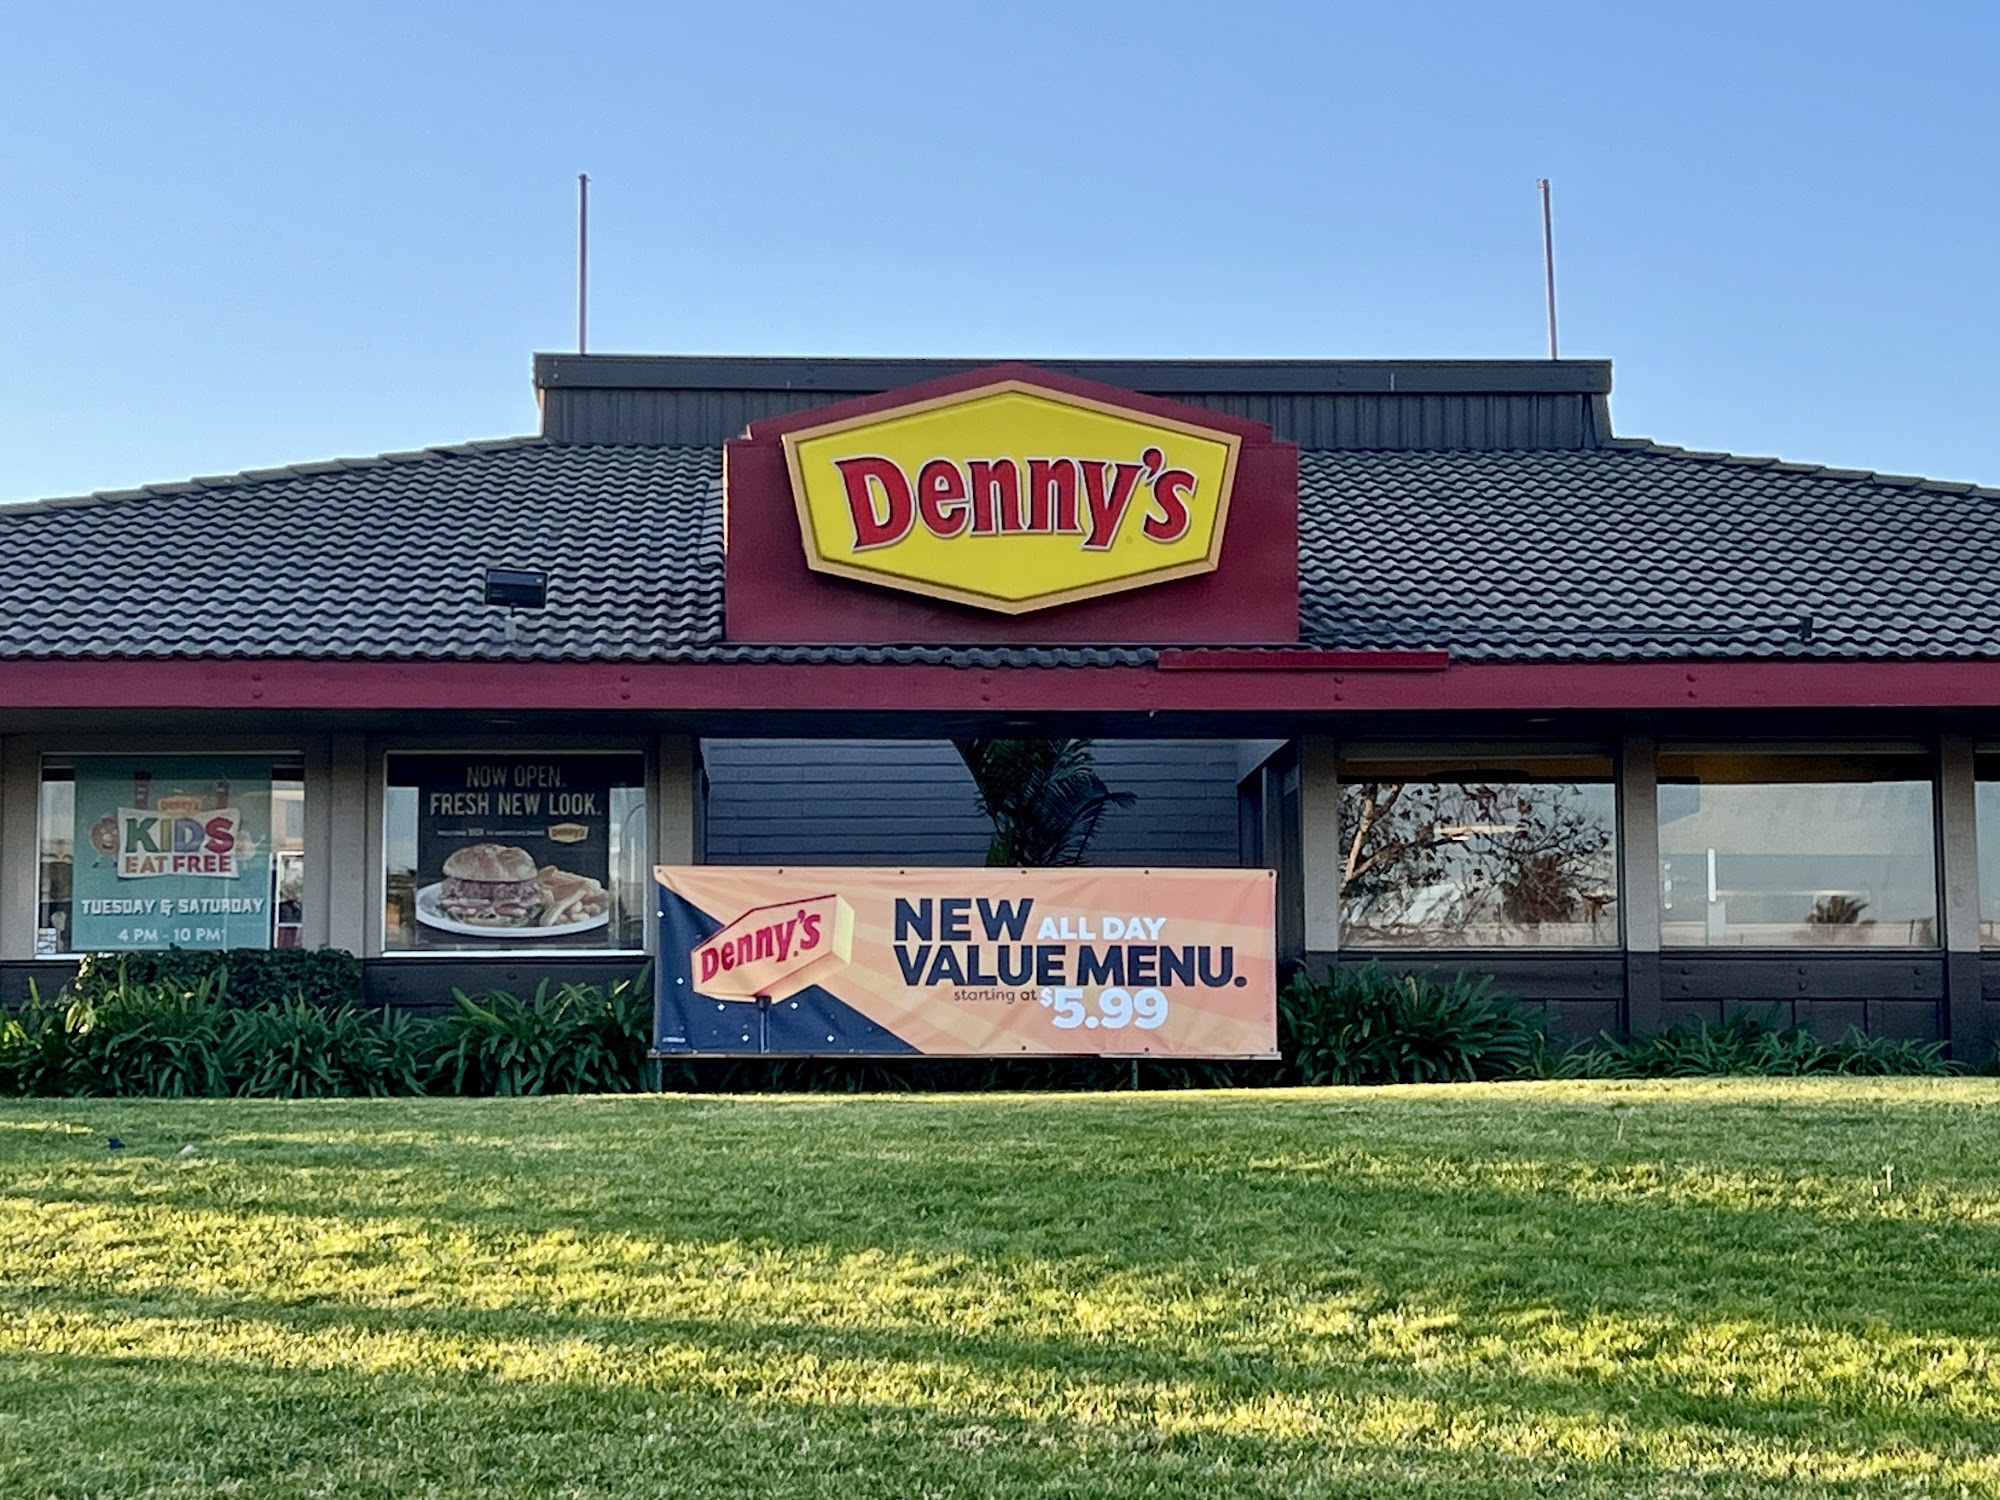 Denny's
Denny's
KIDS
EAT FREE
TUESDAY & SATURDAY
4 PM - 10 PM
NOW OPEN.
FRESH NEW LOOK.
Denny's
Denny's
NEW ALL DAY
VALUE MENU.
starting at $5.99